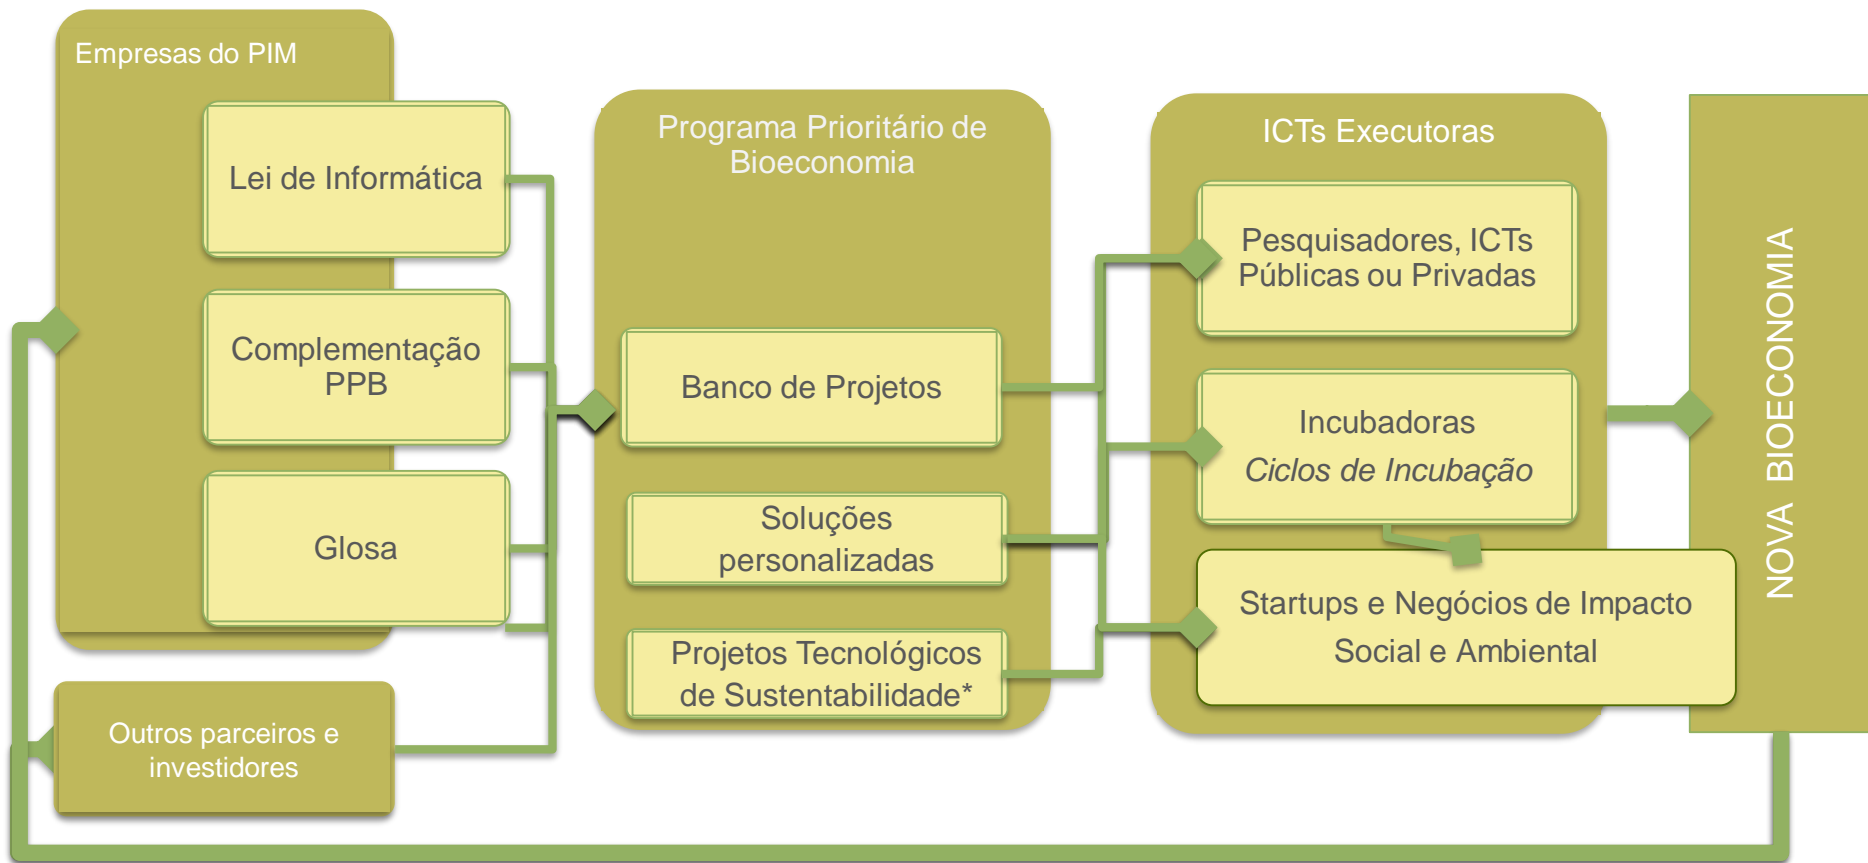 Empresas do PIM
Lei de Informática
Complementação
PPB
Glosa
Outros parceiros e
investidores
Programa Prioritário de
Bioeconomia
Banco de Projetos
Soluções
personalizadas
Projetos Tecnológicos
de Sustentabilidade*
ICTs Executoras
Pesquisadores, ICTs
Públicas ou Privadas
Incubadoras
Ciclos de Incubação
Startups e Negócios de Impacto
Social e Ambiental
NOVA BIOECONOMIA